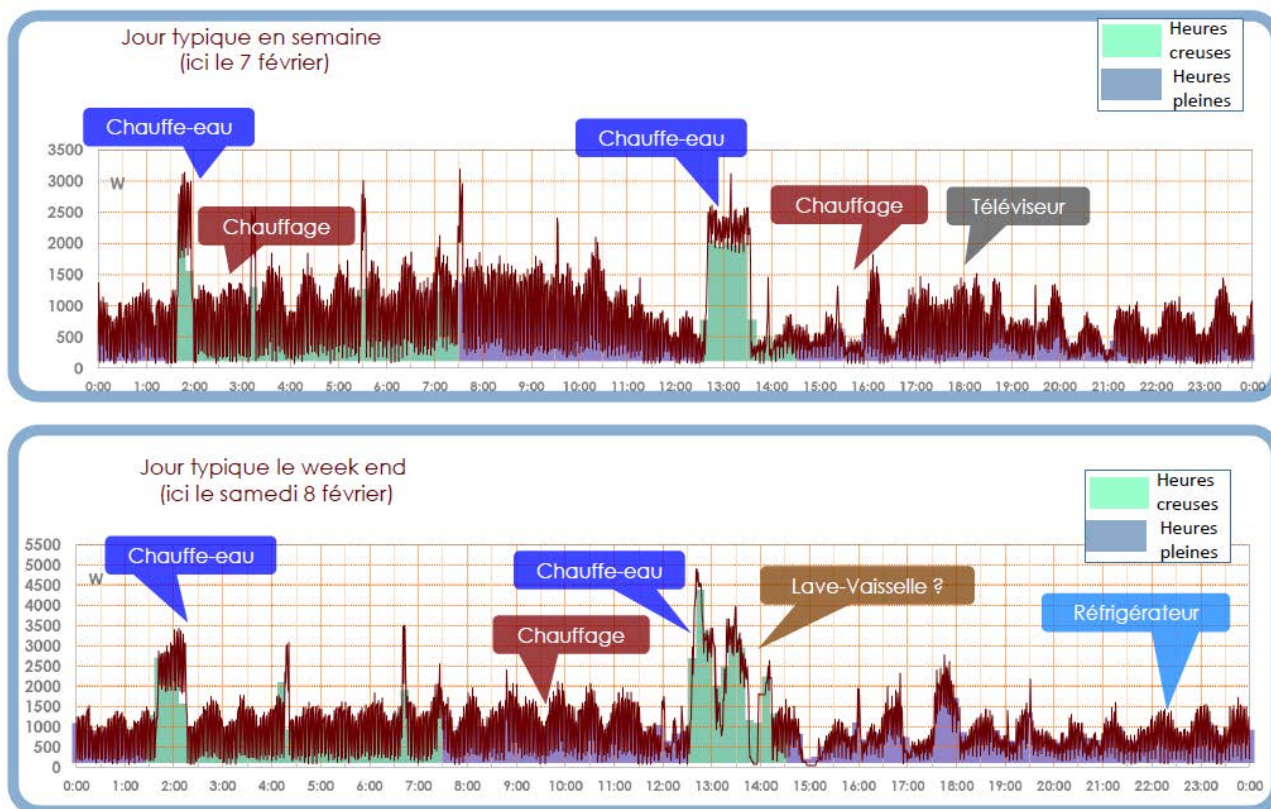 Jour typique en semaine
(ici le 7 février)
Heures
creuses
Heures
pleines
Chauffe-eau
Chauffe-eau
Chauffage
Chauffage
Téléviseur
W
3500
3000
2500
2000
1500
1000
500
0
0:00 1:00 2:00 3:00 4:00 5:00 6:00 7:00 8:00 9:00 10:00 11:00 12:00 13:00 14:00 15:00 16:00 17:00 18:00 19:00 20:00 21:00 22:00 23:00 0:00
Jour typique le week end
(ici le samedi 8 février)
Heures
creuses
Heures
pleines
Chauffe-eau
Chauffe-eau
Lave-Vaisselle ?
Chauffage
Réfrigérateur
W
5500
5000
4500
4000
3500
3000
2500
2000
1500
1000
500
0
0:00 1:00 2:00 3:00 4:00 5:00 6:00 7:00 8:00 9:00 10:00 11:00 12:00 13:00 14:00 15:00 16:00 17:00 18:00 19:00 20:00 21:00 22:00 23:00 0:00